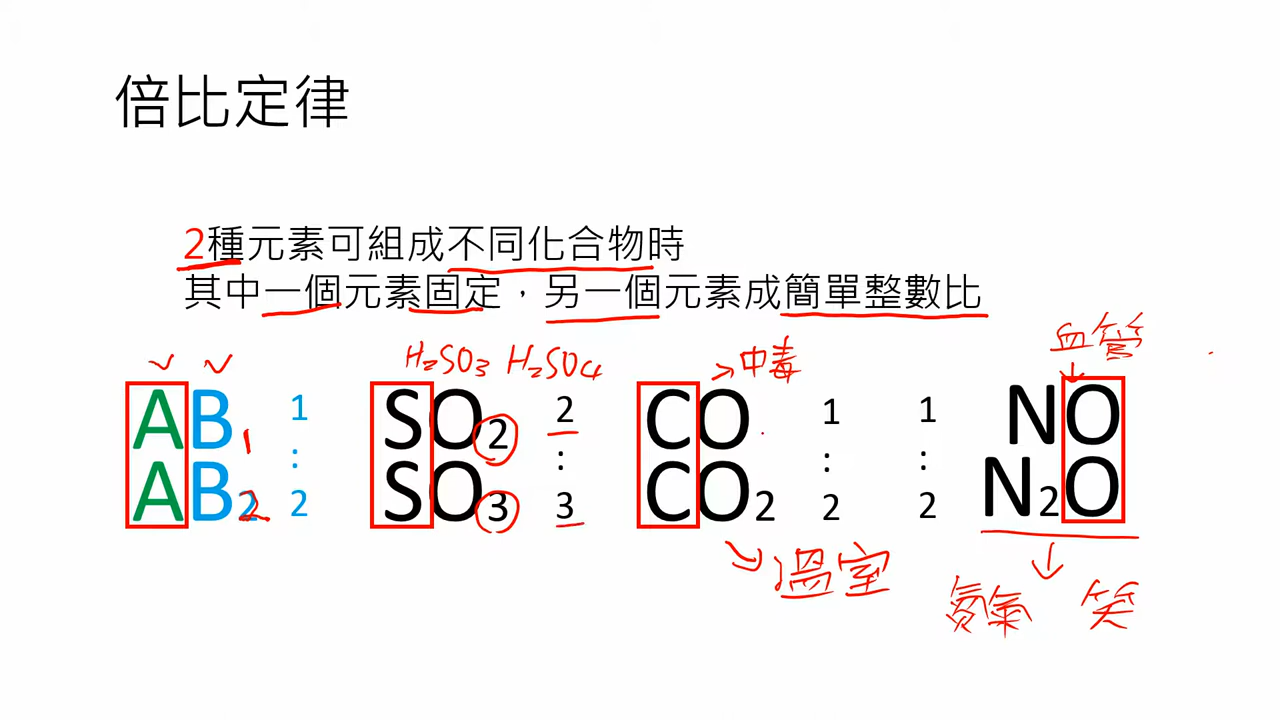 倍比定律
2種元素可組成不同化合物時
其中一個元素固定，另一個元素成簡單整數比
H2SO3 H2SO4 中毒 血管
AB1 1 SO2 2 CO 1 1 NO
: : : :
AB2 2 SO3 3 CO2 2 2 N2O
溫室
氣 笑